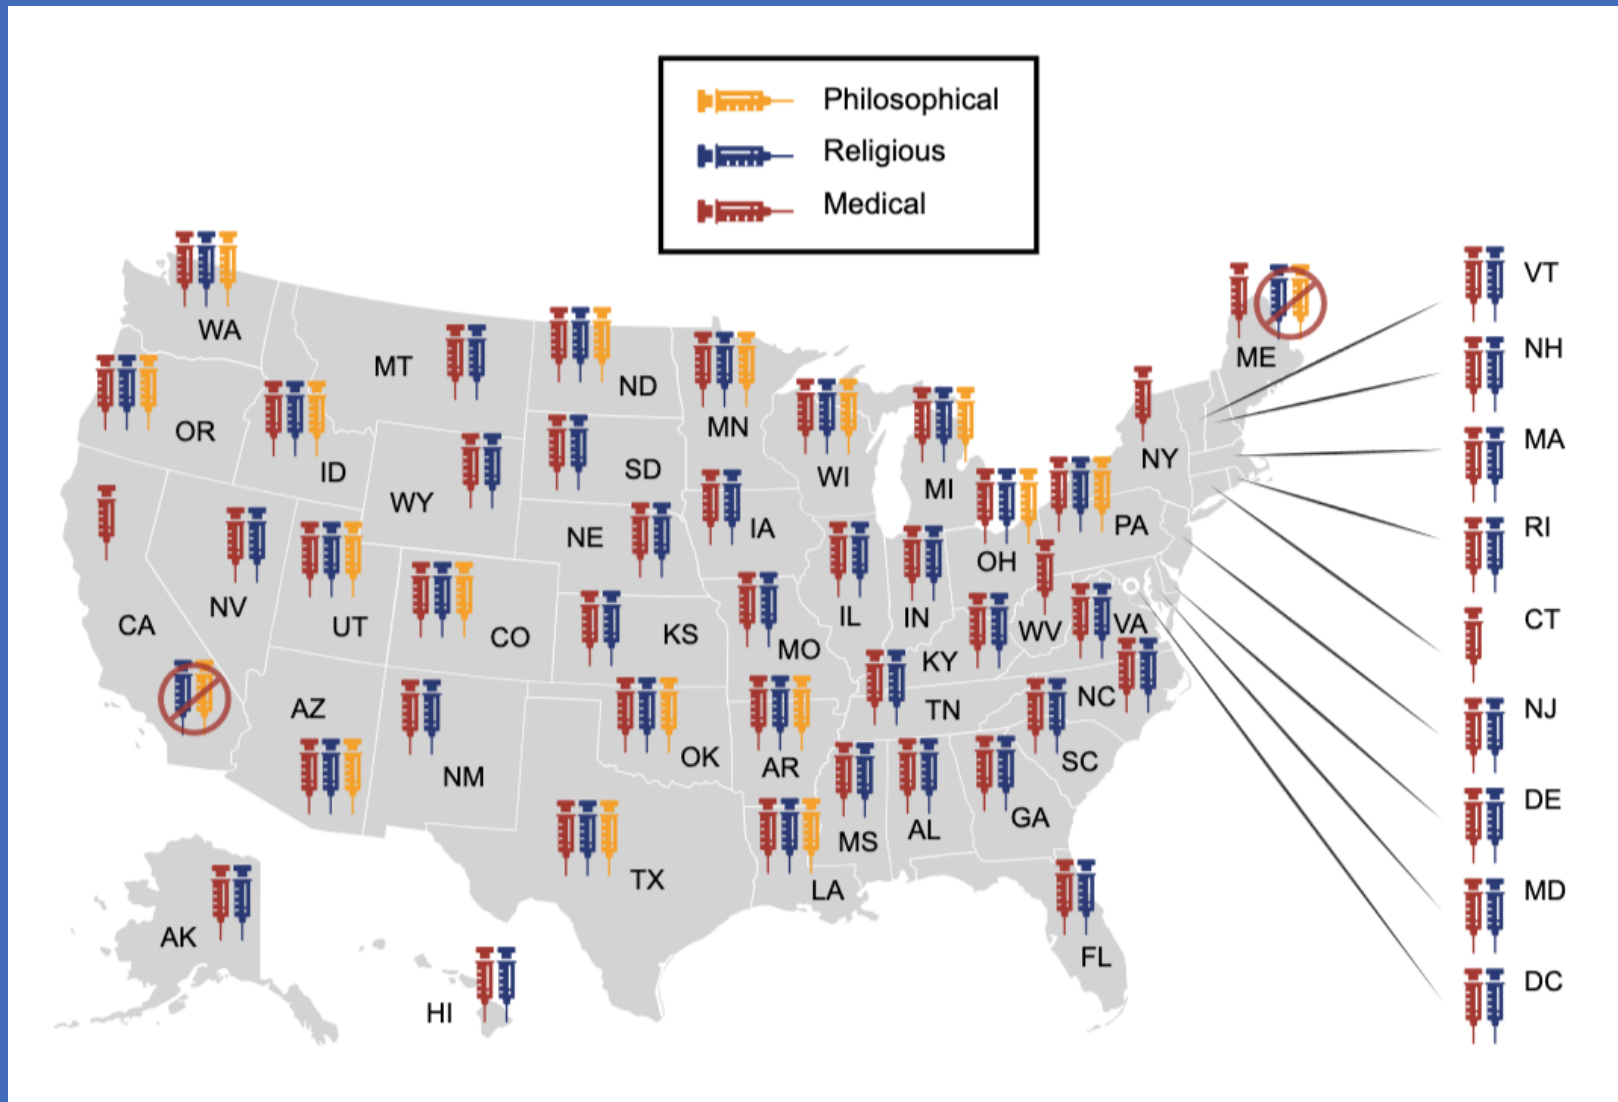 Philosophical
Religious
Medical
WA
MT
ND
MN
OR
ID
WY
SD
WI
MI
NY
ME
VT
NH
MA
RI
CT
NJ
DE
MD
DC
CA
NV
UT
CO
NE
IA
KS
MO
IL
IN
OH
PA
KY
WV
VA
AZ
NM
OK
AR
TN
NC
SC
TX
LA
MS
AL
GA
FL
AK
HI